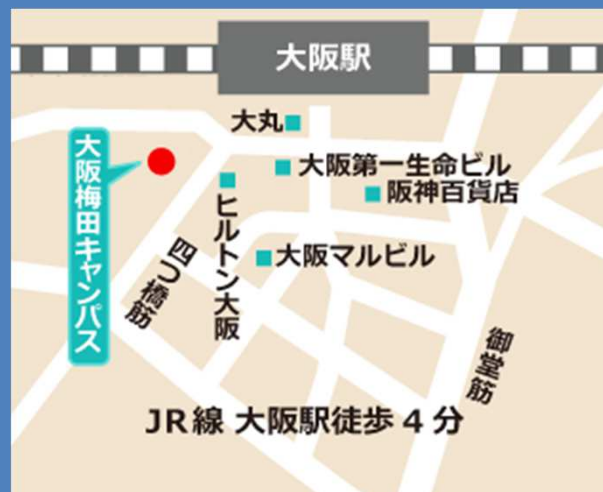 大阪駅
大丸
大阪第一生命ビル
阪神百貨店
大阪梅田キャンパス
ヒルトン大阪
四つ橋筋
大阪マルビル
御堂筋
JR線 大阪駅徒歩4分